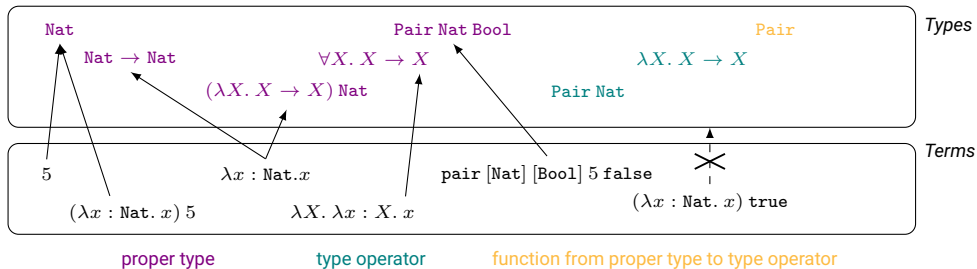 Nat Pair Nat Bool Pair Types
Nat → Nat ∀X. X → X λX. X → X
(λX. X → X) Nat Pair Nat
Terms
5 λx : Nat.x pair [Nat] [Bool] 5 false
(λx : Nat. x) 5 λX. λx : X. x (λx : Nat. x) true
proper type type operator function from proper type to type operator